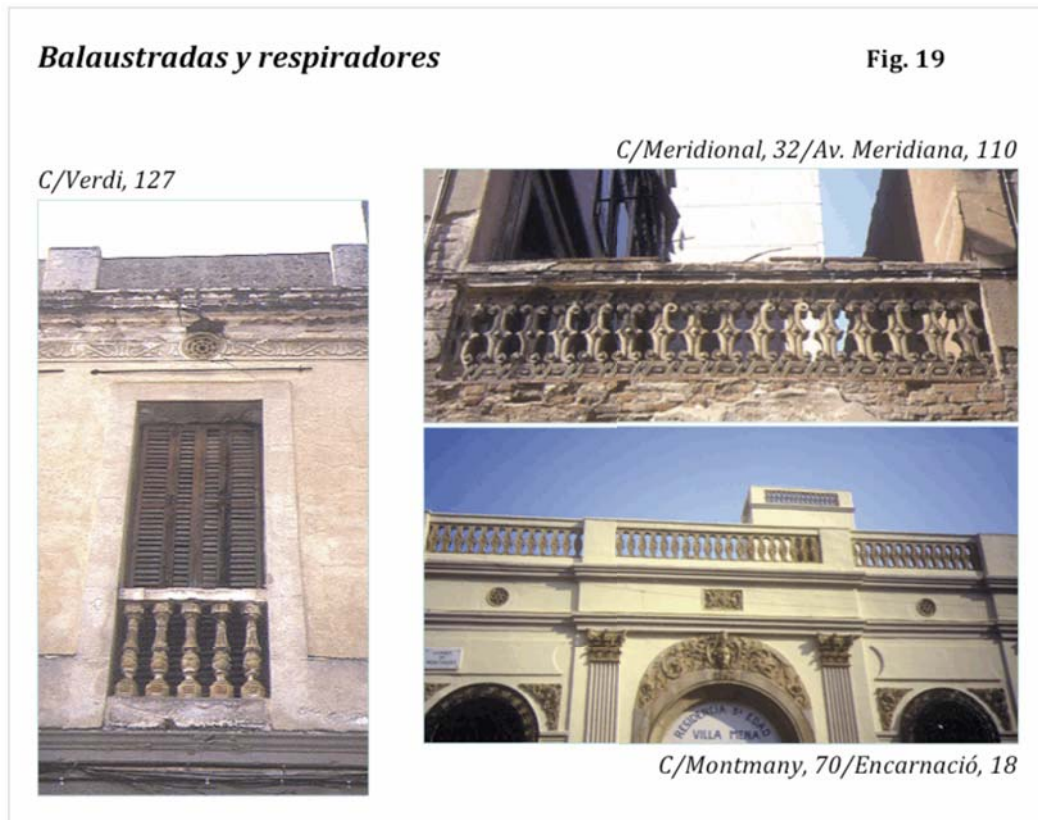 Balaustradas y respiradores
Fig. 19
C/Meridional, 32/Av. Meridiana, 110
C/Verdi, 127
RESIDENCIA 3ª EDAD
VILLA MENA
C/Montmany, 70/Encarnació, 18